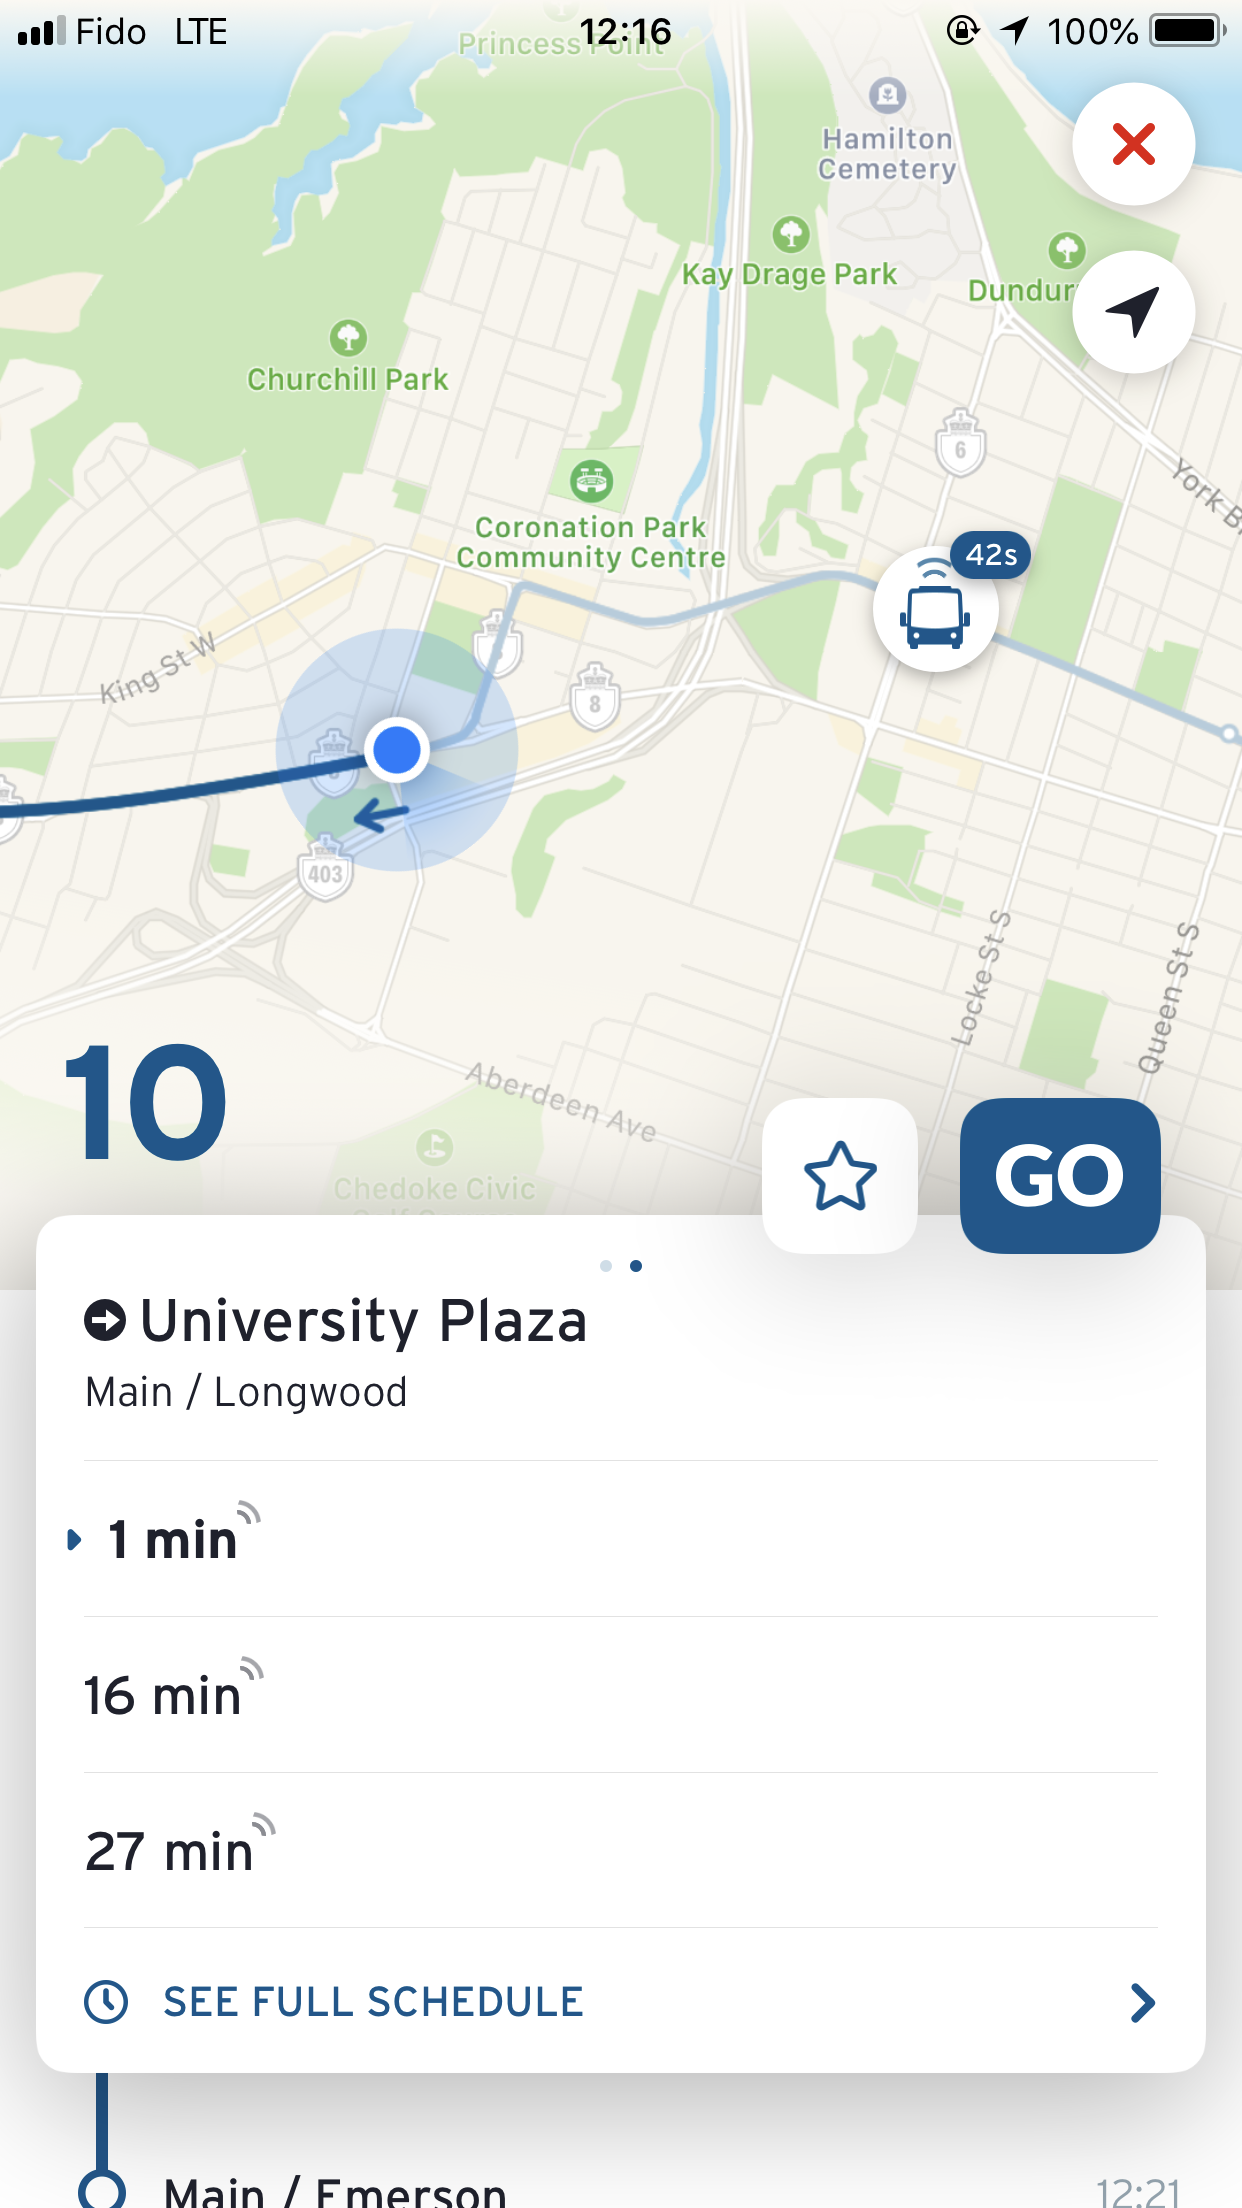 Fido LTE 12:16 100%
Princess Point
Hamilton
Cemetery
Kay Drage Park
Churchill Park
6
York
Coronation Park
Community Centre
42s
King St W
8
403
Locke St S
Queen St S
10
Aberdeen Ave
Chedoke Civic
GO
University Plaza
Main / Longwood
1 min
16 min
27 min
SEE FULL SCHEDULE
Main / Emerson 12:21